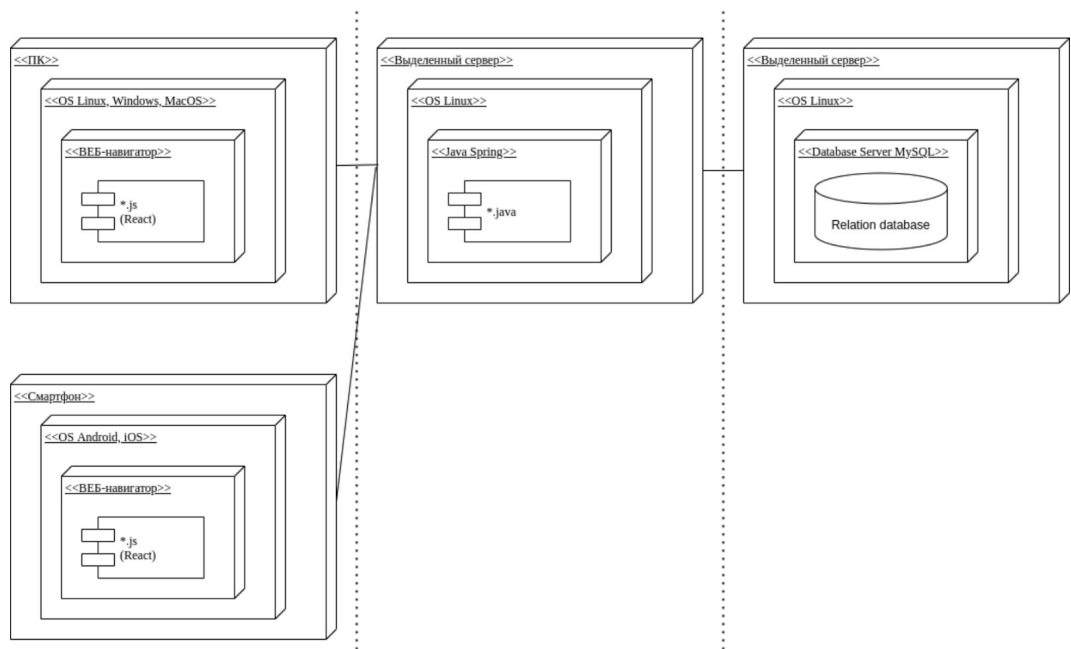 <<ПК>>
<<OS Linux, Windows, MacOS>>
<<ВЕБ-навигатор>>
*.js
(React)
<<Выделенный сервер>>
<<OS Linux>>
<<Java Spring>>
*.java
<<Выделенный сервер>>
<<OS Linux>>
<<Database Server MySQL>>
Relation database
<<Смартфон>>
<<OS Android, iOS>>
<<ВЕБ-навигатор>>
*.js
(React)